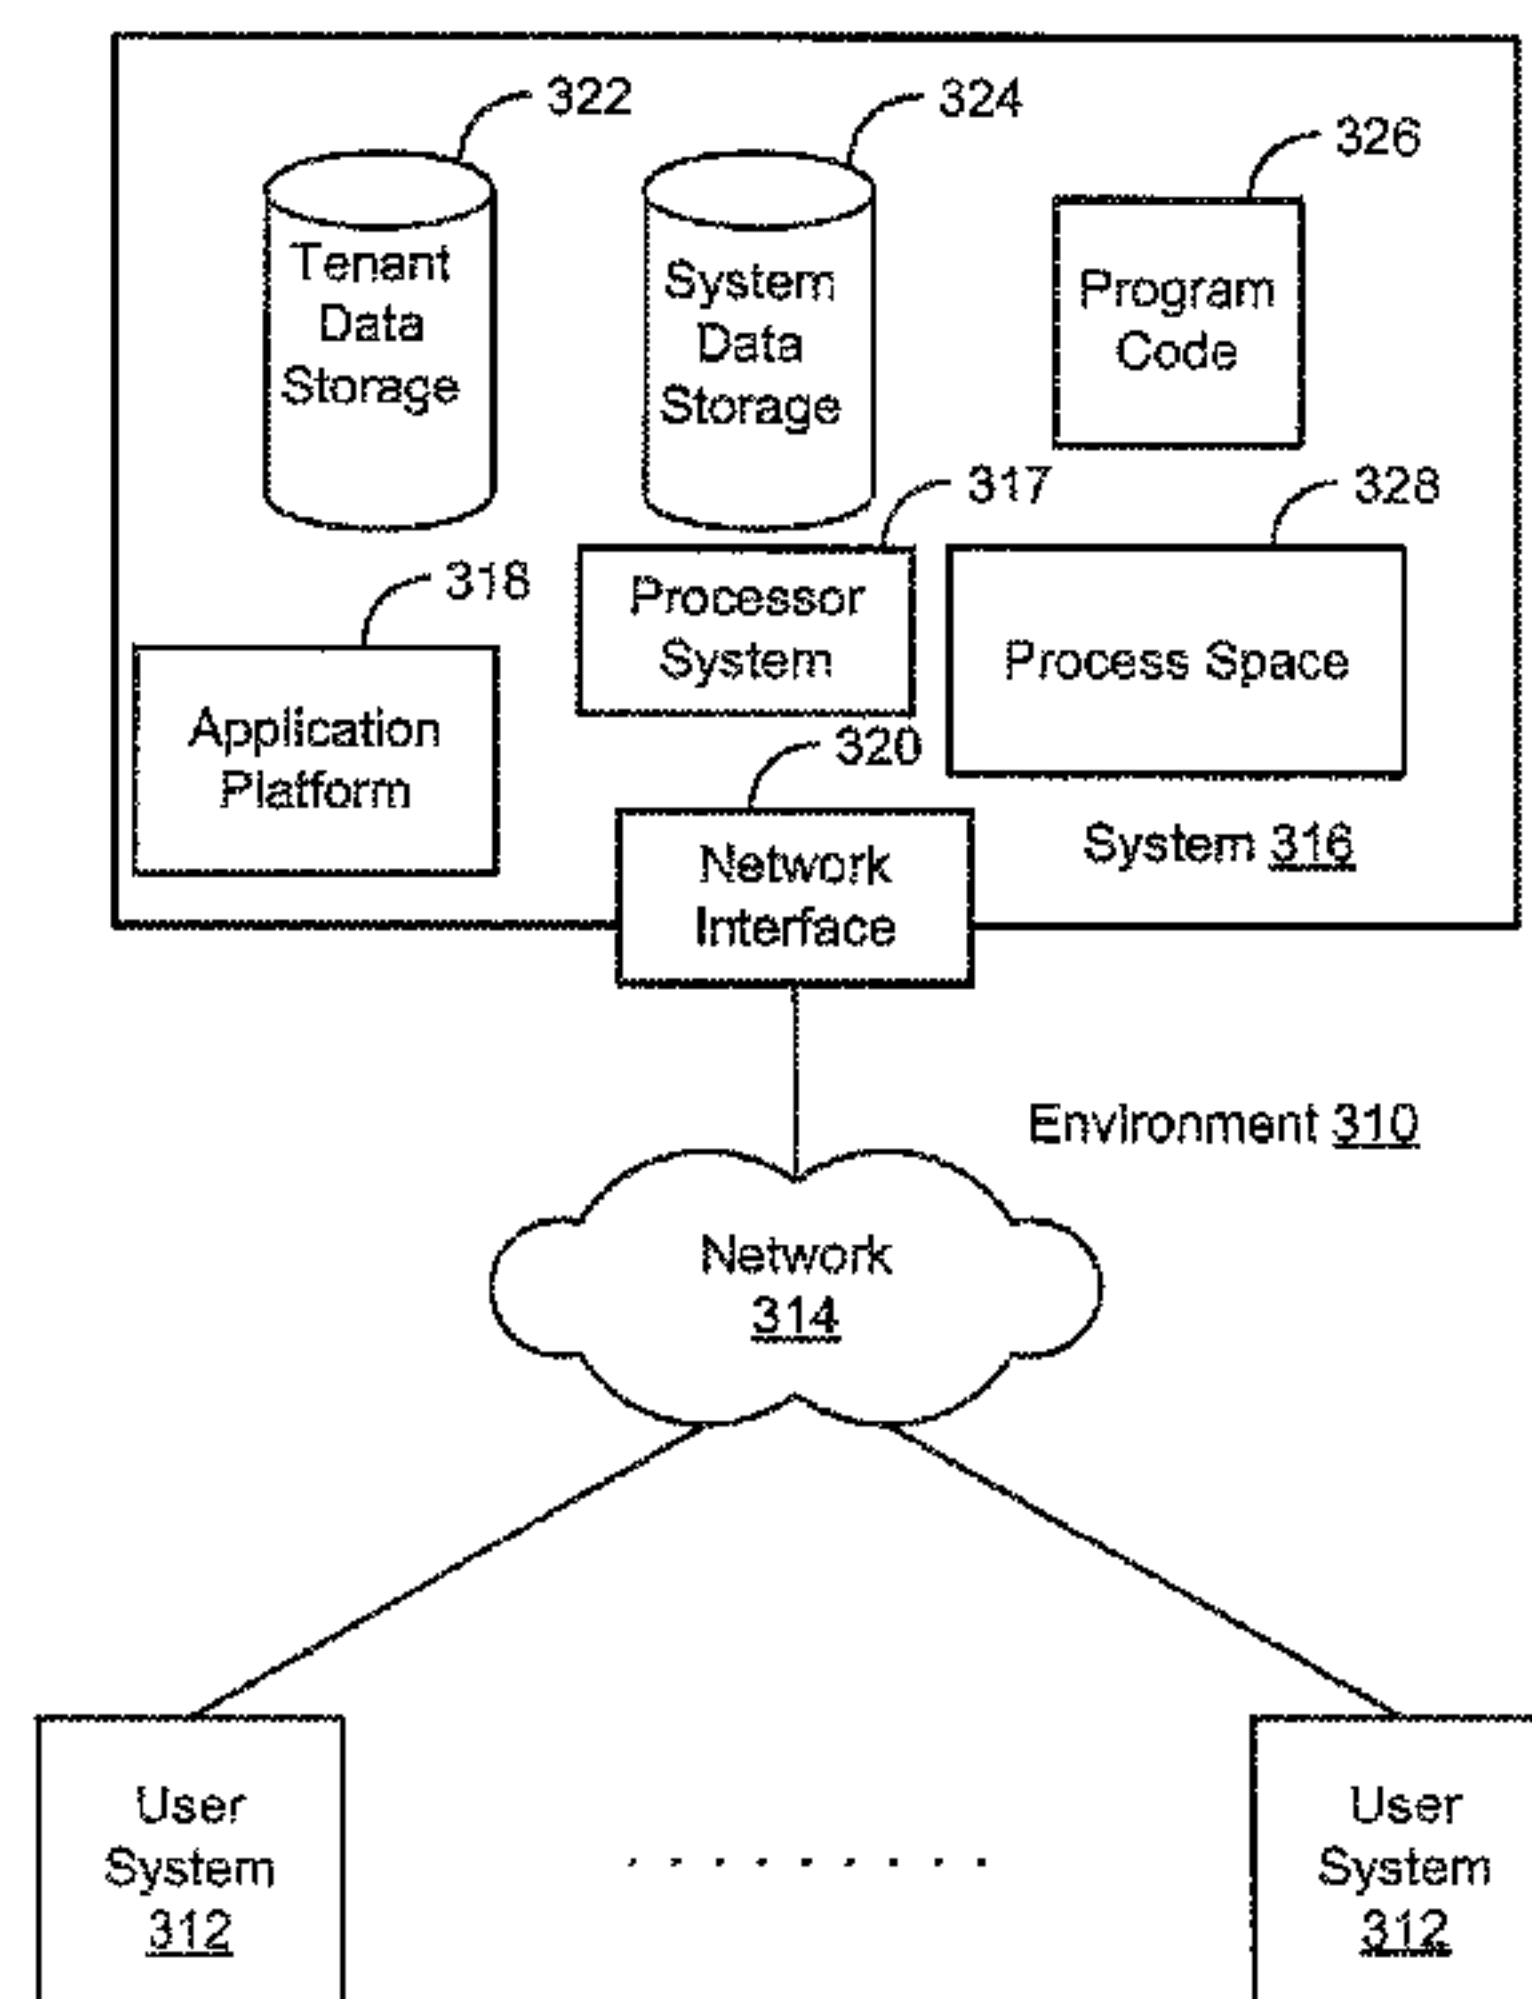 322
324
326
Tenant
Data
Storage
System
Data
Storage
Program
Code
317
328
318
Processor
System
Process Space
Application
Platform
320
Network
Interface
System 316
Environment 310
Network
314
User
System
312
. . . . . . . . .
User
System
312